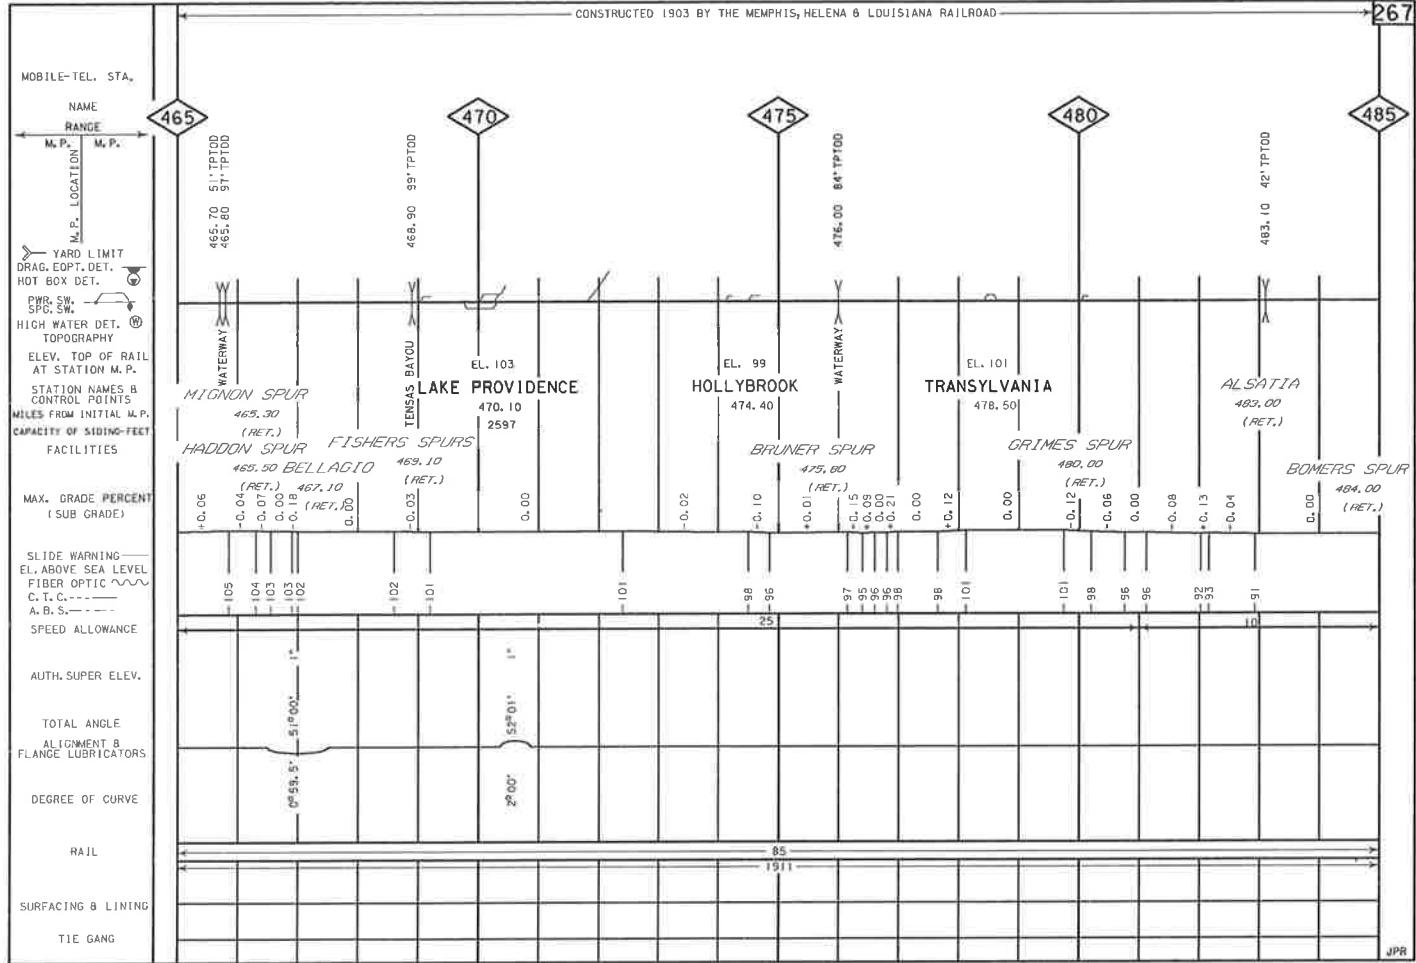 CONSTRUCTED 1903 BY THE MEMPHIS, HELENA & LOUISIANA RAILROAD
267
MOBILE-TEL. STA.
NAME
RANGE
M.P. M.P.
M.P. LOCATION
YARD LIMIT
DRAG. EQPT. DET.
HOT BOX DET.
PWR. SW.
SPG. SW.
HIGH WATER DET. W
TOPOGRAPHY
ELEV. TOP OF RAIL
AT STATION M.P.
STATION NAMES &
CONTROL POINTS
MILES FROM INITIAL M.P.
CAPACITY OF SIDING-FEET
FACILITIES
MAX. GRADE PERCENT
(SUB GRADE)
SLIDE WARNING
EL. ABOVE SEA LEVEL
FIBER OPTIC
C.T.C.
A.B.S.
SPEED ALLOWANCE
AUTH. SUPER ELEV.
TOTAL ANGLE
ALIGNMENT &
FLANGE LUBRICATORS
DEGREE OF CURVE
RAIL
SURFACING & LINING
TIE GANG
465 470 475 480 485
465.70 51'TPTOD
465.80 97'TPTOD
468.90 99'TPTOD
476.00 84'TPTOD
483.10 42'TPTOD
WATERWAY
TENSAS BAYOU
WATERWAY
MIGNON SPUR
465.30
(RET.)
HADDON SPUR
465.50
(RET.)
BELLAGIO
467.10
(RET.)
FISHERS SPURS
469.10
(RET.)
EL. 103
LAKE PROVIDENCE
470.10
2597
EL. 99
HOLLYBROOK
474.40
BRUNER SPUR
475.80
(RET.)
EL. 101
TRANSYLVANIA
478.50
GRIMES SPUR
480.00
(RET.)
ALSATIA
483.00
(RET.)
BOMERS SPUR
484.00
(RET.)
+0.06 -0.04 -0.07 0.00 -0.18 0.00 -0.03 0.00 -0.02 -0.10 +0.01 -0.15 +0.09 0.00 +0.21 0.00 +0.12 0.00 -0.12 -0.06 0.00 -0.08 +0.13 -0.04 0.00
105 104 103 103 102 102 101 101 98 96 97 95 96 96 98 98 101 101 98 96 96 92 93 91
25 10
1" 1"
51°00' 52°01'
0°59.5' 2°00'
85
1911
JPR